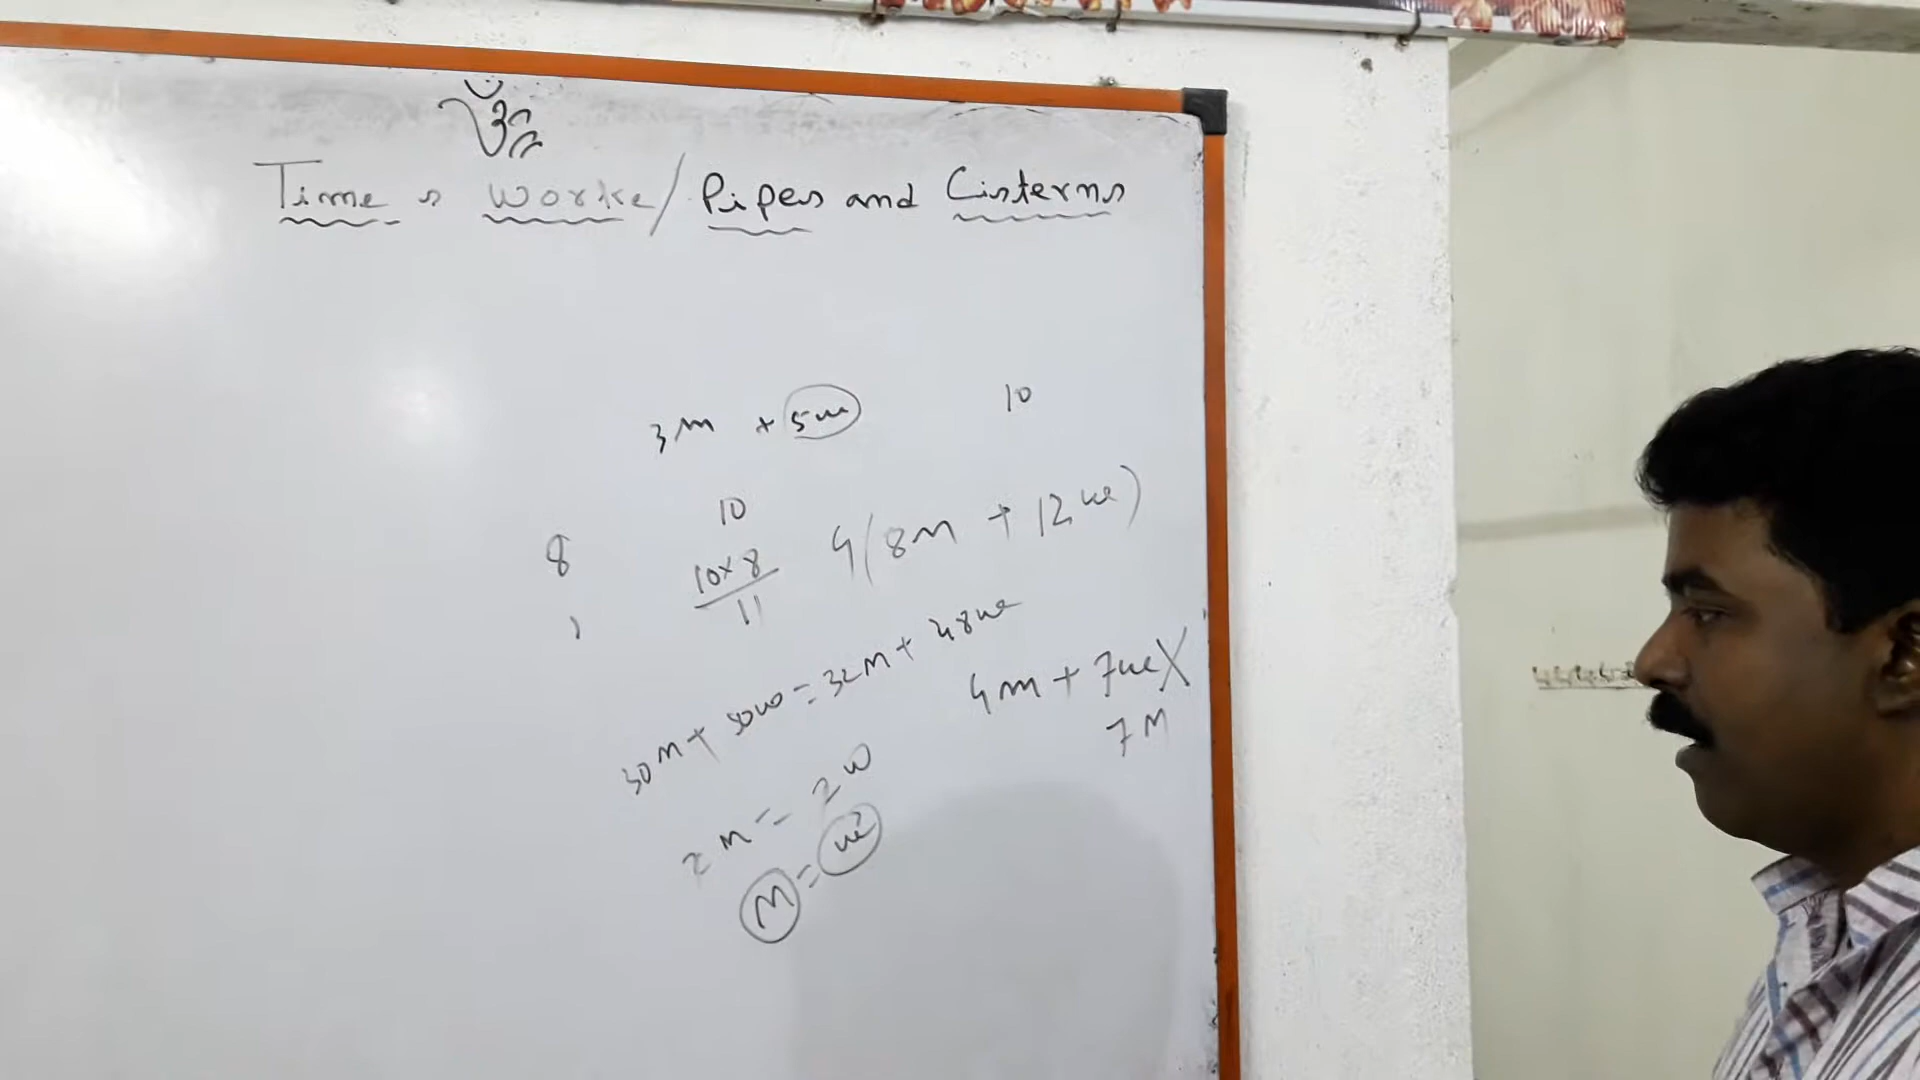 ॐ
Time & Worke / Pipes and Cisterns
3M + 5w 10
8 10 4(8M + 12w)
10×8
11
30M + 50w = 32M + 48w
4M + 7w X
7M
2M = 2w
M = w